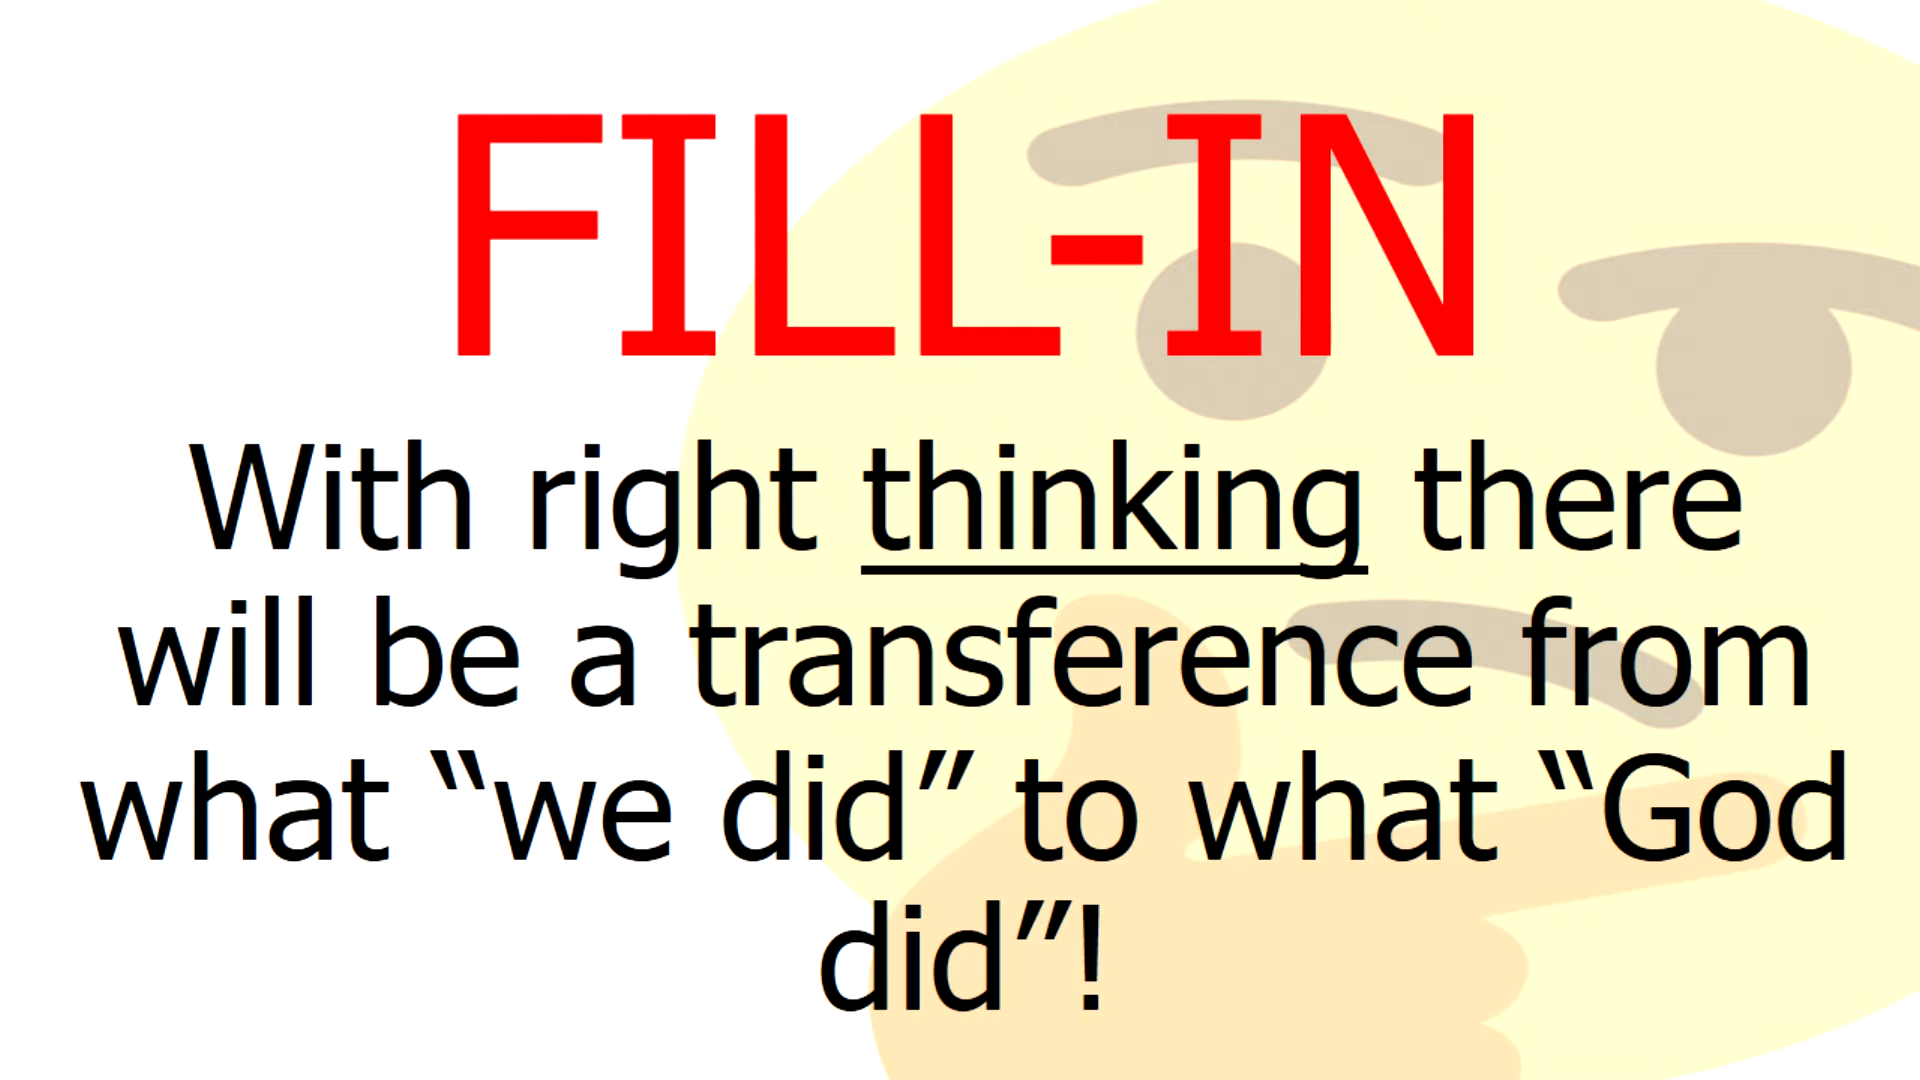 FILL-IN
With right thinking there
will be a transference from
what “we did” to what “God
did”!